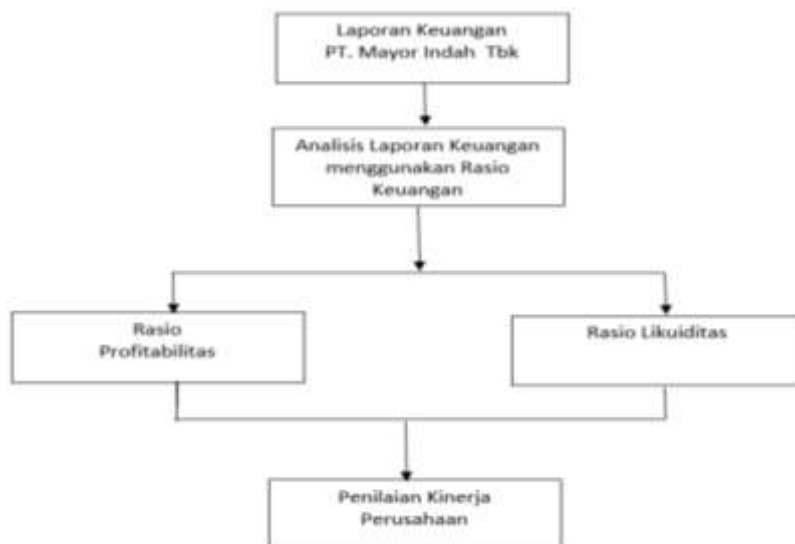 Laporan Keuangan
PT. Mayor Indah Tbk
Analisis Laporan Keuangan
menggunakan Rasio
Keuangan
Rasio
Profitabilitas
Rasio Likuiditas
Penilaian Kinerja
Perusahaan